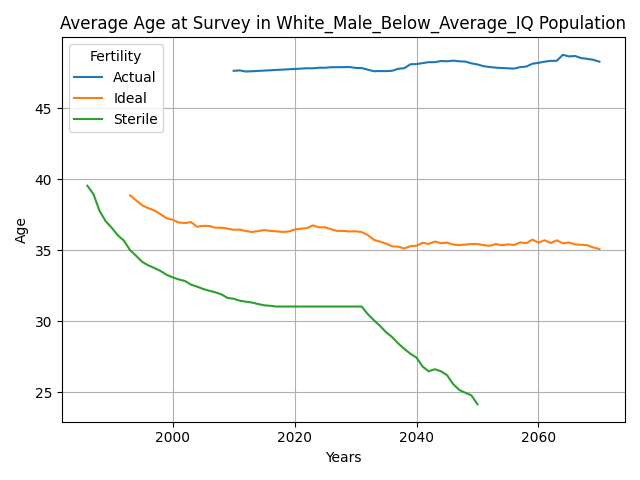 Average Age at Survey in White_Male_Below_Average_IQ Population
Fertility
Actual
Ideal
Sterile
45
40
35
30
25
Age
2000 2020 2040 2060
Years